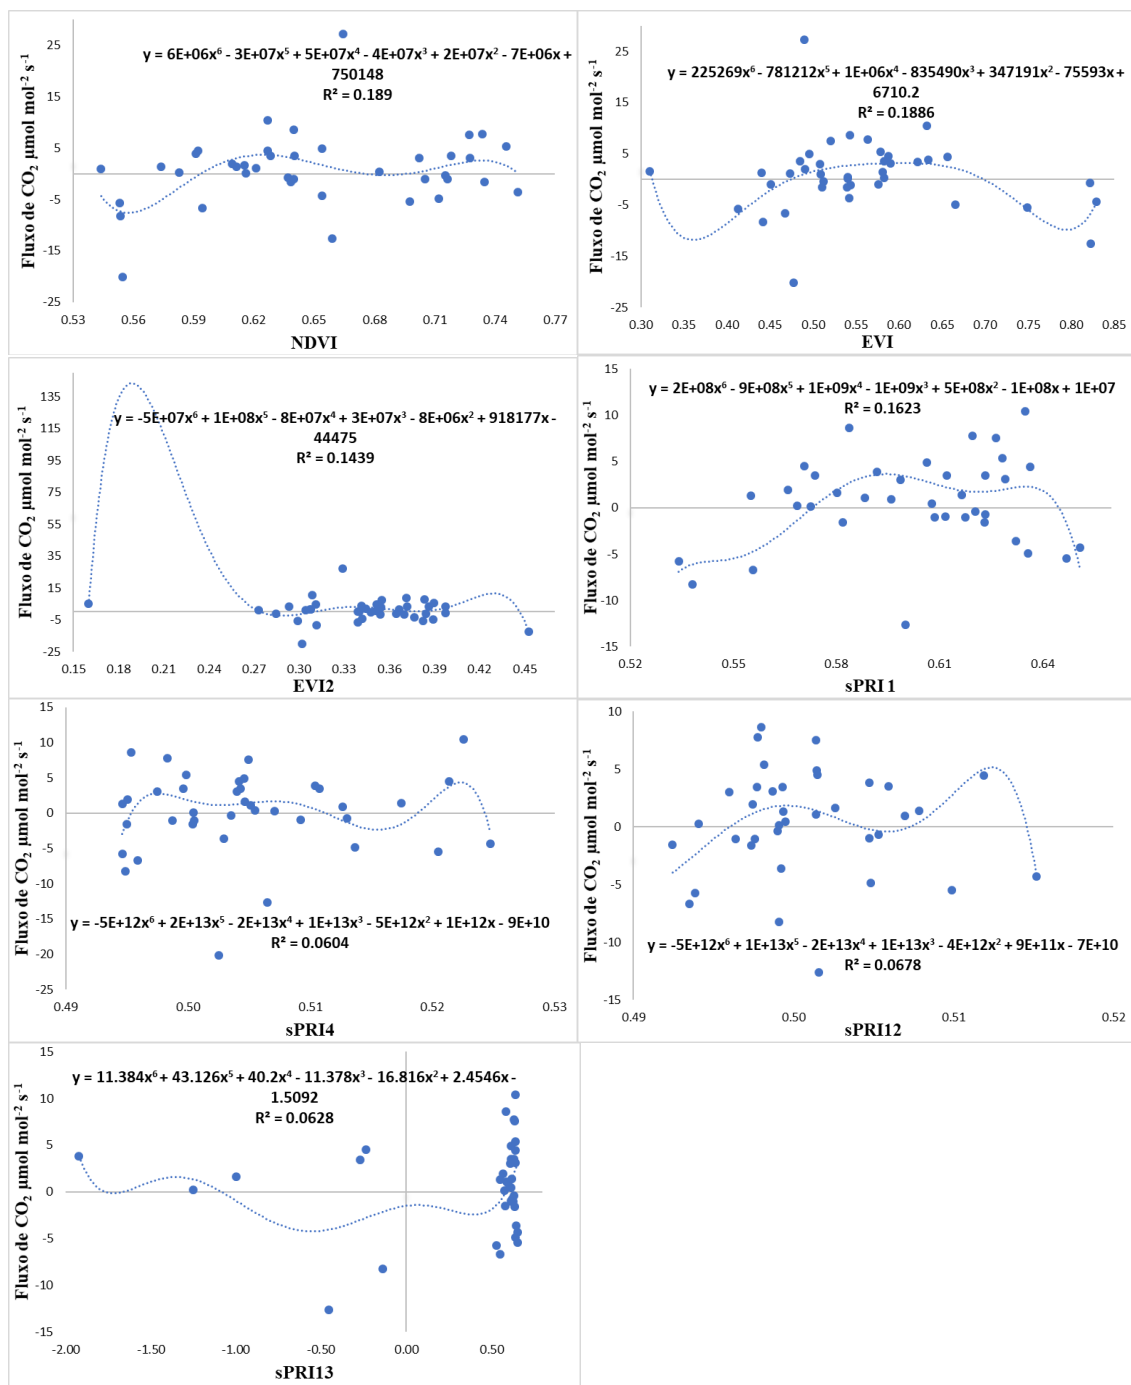 y = 6E+06x⁶ - 3E+07x⁵ + 5E+07x⁴ - 4E+07x³ + 2E+07x² - 7E+06x +
750148
R² = 0.189
Fluxo de CO₂ µmol mol⁻² s⁻¹
25
15
5
-5
-15
-25
0.53 0.56 0.59 0.62 0.65 0.68 0.71 0.74 0.77
NDVI
y = 225269x⁶ - 781212x⁵ + 1E+06x⁴ - 835490x³ + 347191x² - 75593x +
6710.2
R² = 0.1886
Fluxo de CO₂ µmol mol⁻² s⁻¹
25
15
5
-5
-15
-25
0.30 0.35 0.40 0.45 0.50 0.55 0.60 0.65 0.70 0.75 0.80 0.85
EVI
y = -5E+07x⁶ + 1E+08x⁵ - 8E+07x⁴ + 3E+07x³ - 8E+06x² + 918177x -
44475
R² = 0.1439
Fluxo de CO₂ µmol mol⁻² s⁻¹
135
115
95
75
55
35
15
-5
-25
0.15 0.18 0.21 0.24 0.27 0.30 0.33 0.36 0.39 0.42 0.45
EVI2
y = 2E+08x⁶ - 9E+08x⁵ + 1E+09x⁴ - 1E+09x³ + 5E+08x² - 1E+08x + 1E+07
R² = 0.1623
Fluxo de CO₂ µmol mol⁻² s⁻¹
15
10
5
0
-5
-10
-15
0.52 0.55 0.58 0.61 0.64
sPRI 1
Fluxo de CO₂ µmol mol⁻² s⁻¹
15
10
5
0
-5
-10
-15
-20
-25
y = -5E+12x⁶ + 2E+13x⁵ - 2E+13x⁴ + 1E+13x³ - 5E+12x² + 1E+12x - 9E+10
R² = 0.0604
0.49 0.50 0.51 0.52 0.53
sPRI4
Fluxo de CO₂ µmol mol⁻² s⁻¹
10
5
0
-5
-10
-15
y = -5E+12x⁶ + 1E+13x⁵ - 2E+13x⁴ + 1E+13x³ - 4E+12x² + 9E+11x - 7E+10
R² = 0.0678
0.49 0.50 0.51 0.52
sPRI12
y = 11.384x⁶ + 43.126x⁵ + 40.2x⁴ - 11.378x³ - 16.816x² + 2.4546x -
1.5092
R² = 0.0628
Fluxo de CO₂ µmol mol⁻² s⁻¹
15
10
5
0
-5
-10
-15
-2.00 -1.50 -1.00 -0.50 0.00 0.50
sPRI13